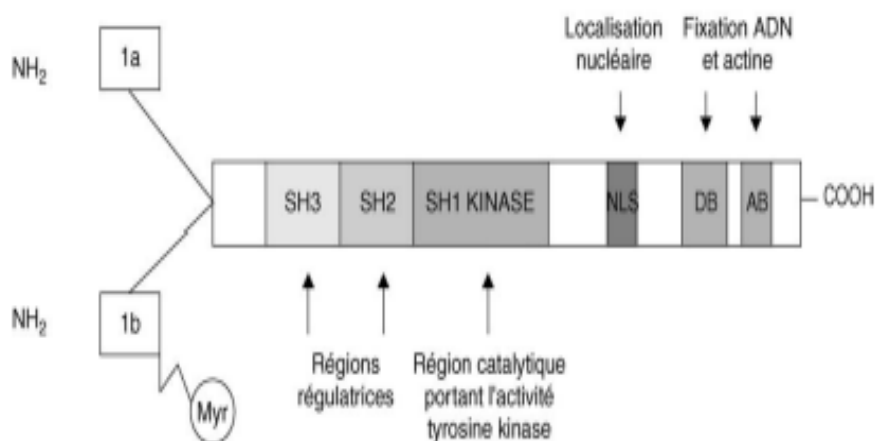 Localisation
nucléaire
Fixation ADN
et actine
NH2
1a
SH3 SH2 SH1 KINASE NLS DB AB
COOH
NH2
1b
Myr
Régions
régulatrices
Région catalytique
portant l'activité
tyrosine kinase